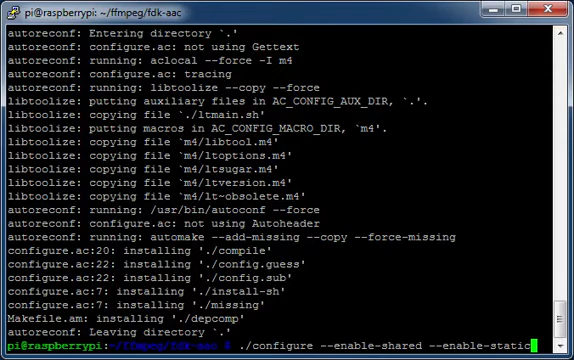 pi@raspberrypi: ~/ffmpeg/fdk-aac
autoreconf: Entering directory `.'
autoreconf: configure.ac: not using Gettext
autoreconf: running: aclocal --force -I m4
autoreconf: configure.ac: tracing
autoreconf: running: libtoolize --copy --force
libtoolize: putting auxiliary files in AC_CONFIG_AUX_DIR, `.'.
libtoolize: copying file `./ltmain.sh'
libtoolize: putting macros in AC_CONFIG_MACRO_DIR, `m4'.
libtoolize: copying file `m4/libtool.m4'
libtoolize: copying file `m4/ltoptions.m4'
libtoolize: copying file `m4/ltsugar.m4'
libtoolize: copying file `m4/ltversion.m4'
libtoolize: copying file `m4/lt~obsolete.m4'
autoreconf: running: /usr/bin/autoconf --force
autoreconf: configure.ac: not using Autoheader
autoreconf: running: automake --add-missing --copy --force-missing
configure.ac:20: installing './compile'
configure.ac:22: installing './config.guess'
configure.ac:22: installing './config.sub'
configure.ac:7: installing './install-sh'
configure.ac:7: installing './missing'
Makefile.am: installing './depcomp'
autoreconf: Leaving directory `.'
pi@raspberrypi:~/ffmpeg/fdk-aac $ ./configure --enable-shared --enable-static